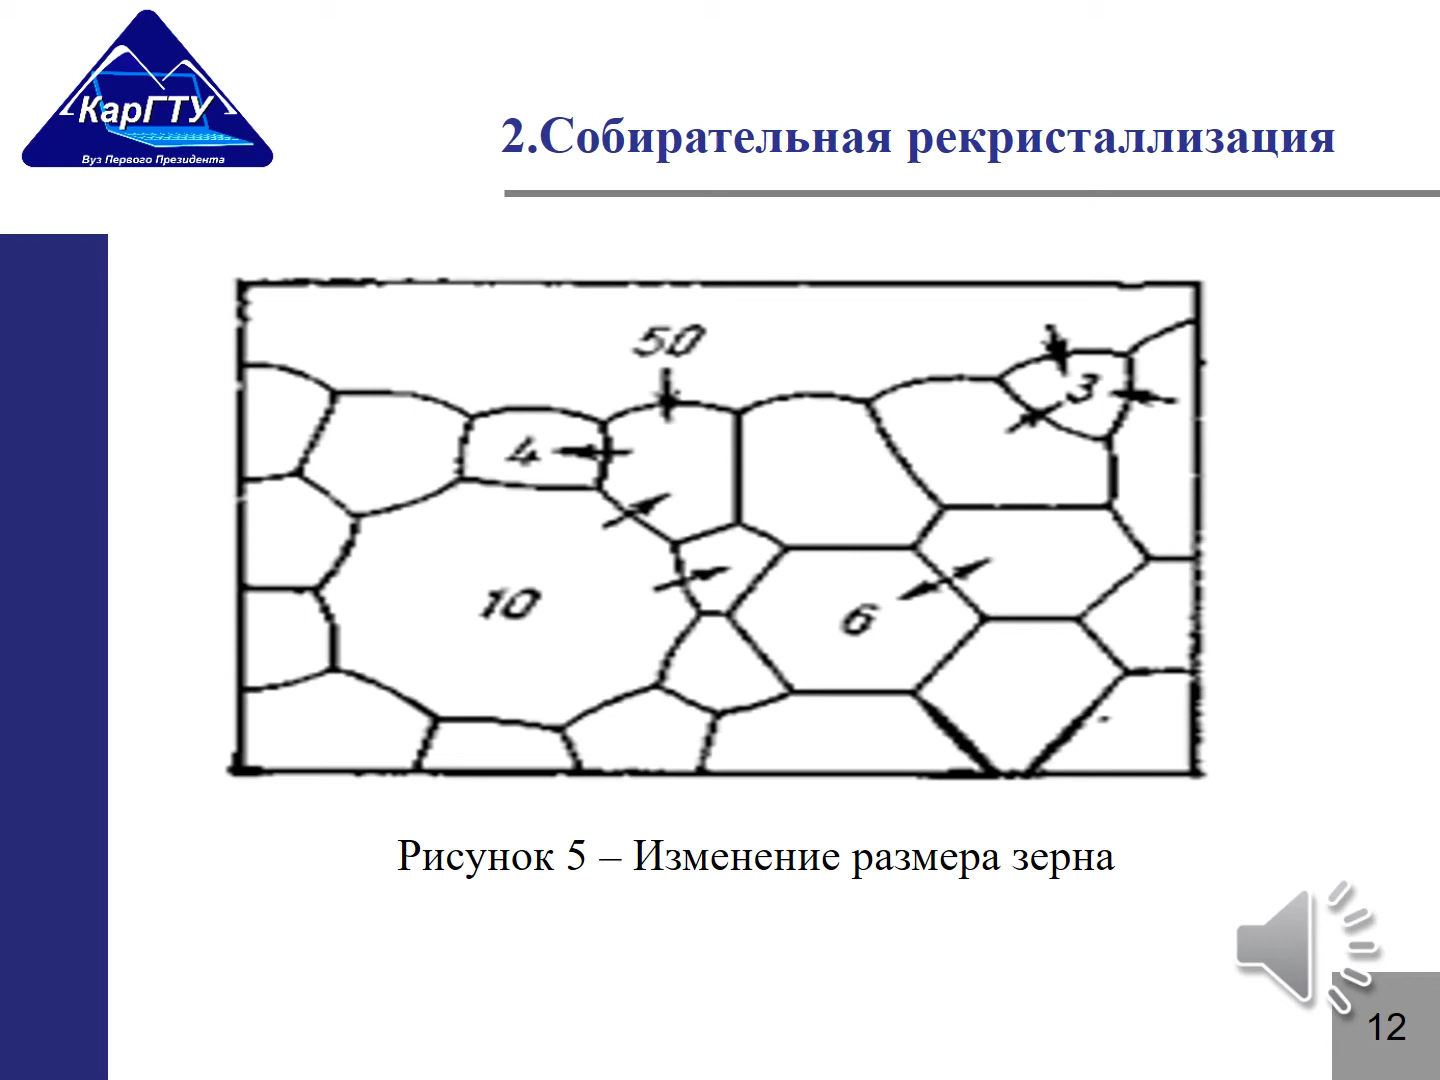 КарГТУ
Вуз Первого Президента
2.Собирательная рекристаллизация
50
3
4
10
6
Рисунок 5 – Изменение размера зерна
12